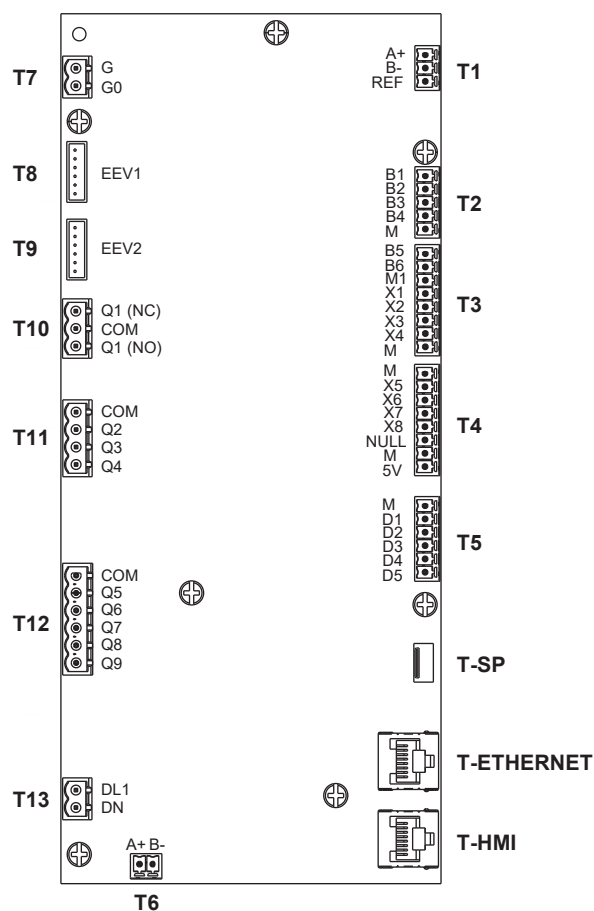 T7
G
G0
T8
EEV1
T9
EEV2
T10
Q1 (NC)
COM
Q1 (NO)
T11
COM
Q2
Q3
Q4
T12
COM
Q5
Q6
Q7
Q8
Q9
T13
DL1
DN
A+ B-
T6
A+
B-
REF
T1
B1
B2
B3
B4
M
T2
B5
B6
M1
X1
X2
X3
X4
M
T3
M
X5
X6
X7
X8
NULL
M
5V
T4
M
D1
D2
D3
D4
D5
T5
T-SP
T-ETHERNET
T-HMI